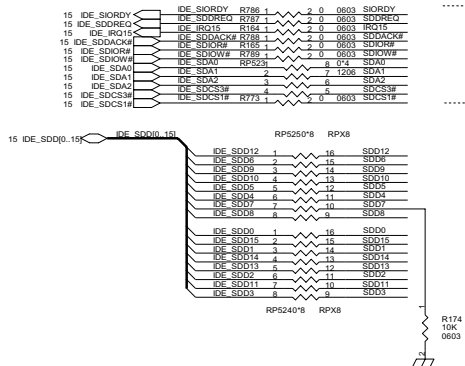 15 IDE_SIORDY IDE_SIORDY R786 1 2 0 0603 SIORDY
15 IDE_SDDREQ IDE_SDDREQ R787 1 2 0 0603 SDDREQ
15 IDE_IRQ15 IDE_IRQ15 R164 1 2 0 0603 IRQ15
15 IDE_SDDACK# IDE_SDDACK# R788 1 2 0 0603 SDDACK#
15 IDE_SDIOR# IDE_SDIOR# R165 1 2 0 0603 SDIOR#
15 IDE_SDIOW# IDE_SDIOW# R789 1 2 0 0603 SDIOW#
15 IDE_SDA0 IDE_SDA0 RP523 1 8 0*4 SDA0
15 IDE_SDA1 IDE_SDA1 2 7 1206 SDA1
15 IDE_SDA2 IDE_SDA2 3 6 SDA2
15 IDE_SDCS3# IDE_SDCS3# 4 5 SDCS3#
15 IDE_SDCS1# IDE_SDCS1# R773 1 2 0 0603 SDCS1#
15 IDE_SDD[0..15] IDE_SDD[0..15] RP5250*8 RPX8
IDE_SDD12 1 16 SDD12
IDE_SDD6 2 15 SDD6
IDE_SDD9 3 14 SDD9
IDE_SDD10 4 13 SDD10
IDE_SDD5 5 12 SDD5
IDE_SDD4 6 11 SDD4
IDE_SDD7 7 10 SDD7
IDE_SDD8 8 9 SDD8
IDE_SDD0 1 16 SDD0
IDE_SDD15 2 15 SDD15
IDE_SDD1 3 14 SDD1
IDE_SDD14 4 13 SDD14
IDE_SDD13 5 12 SDD13
IDE_SDD2 6 11 SDD2
IDE_SDD11 7 10 SDD11
IDE_SDD3 8 9 SDD3
RP5240*8 RPX8
1
R174
10K
0603
2